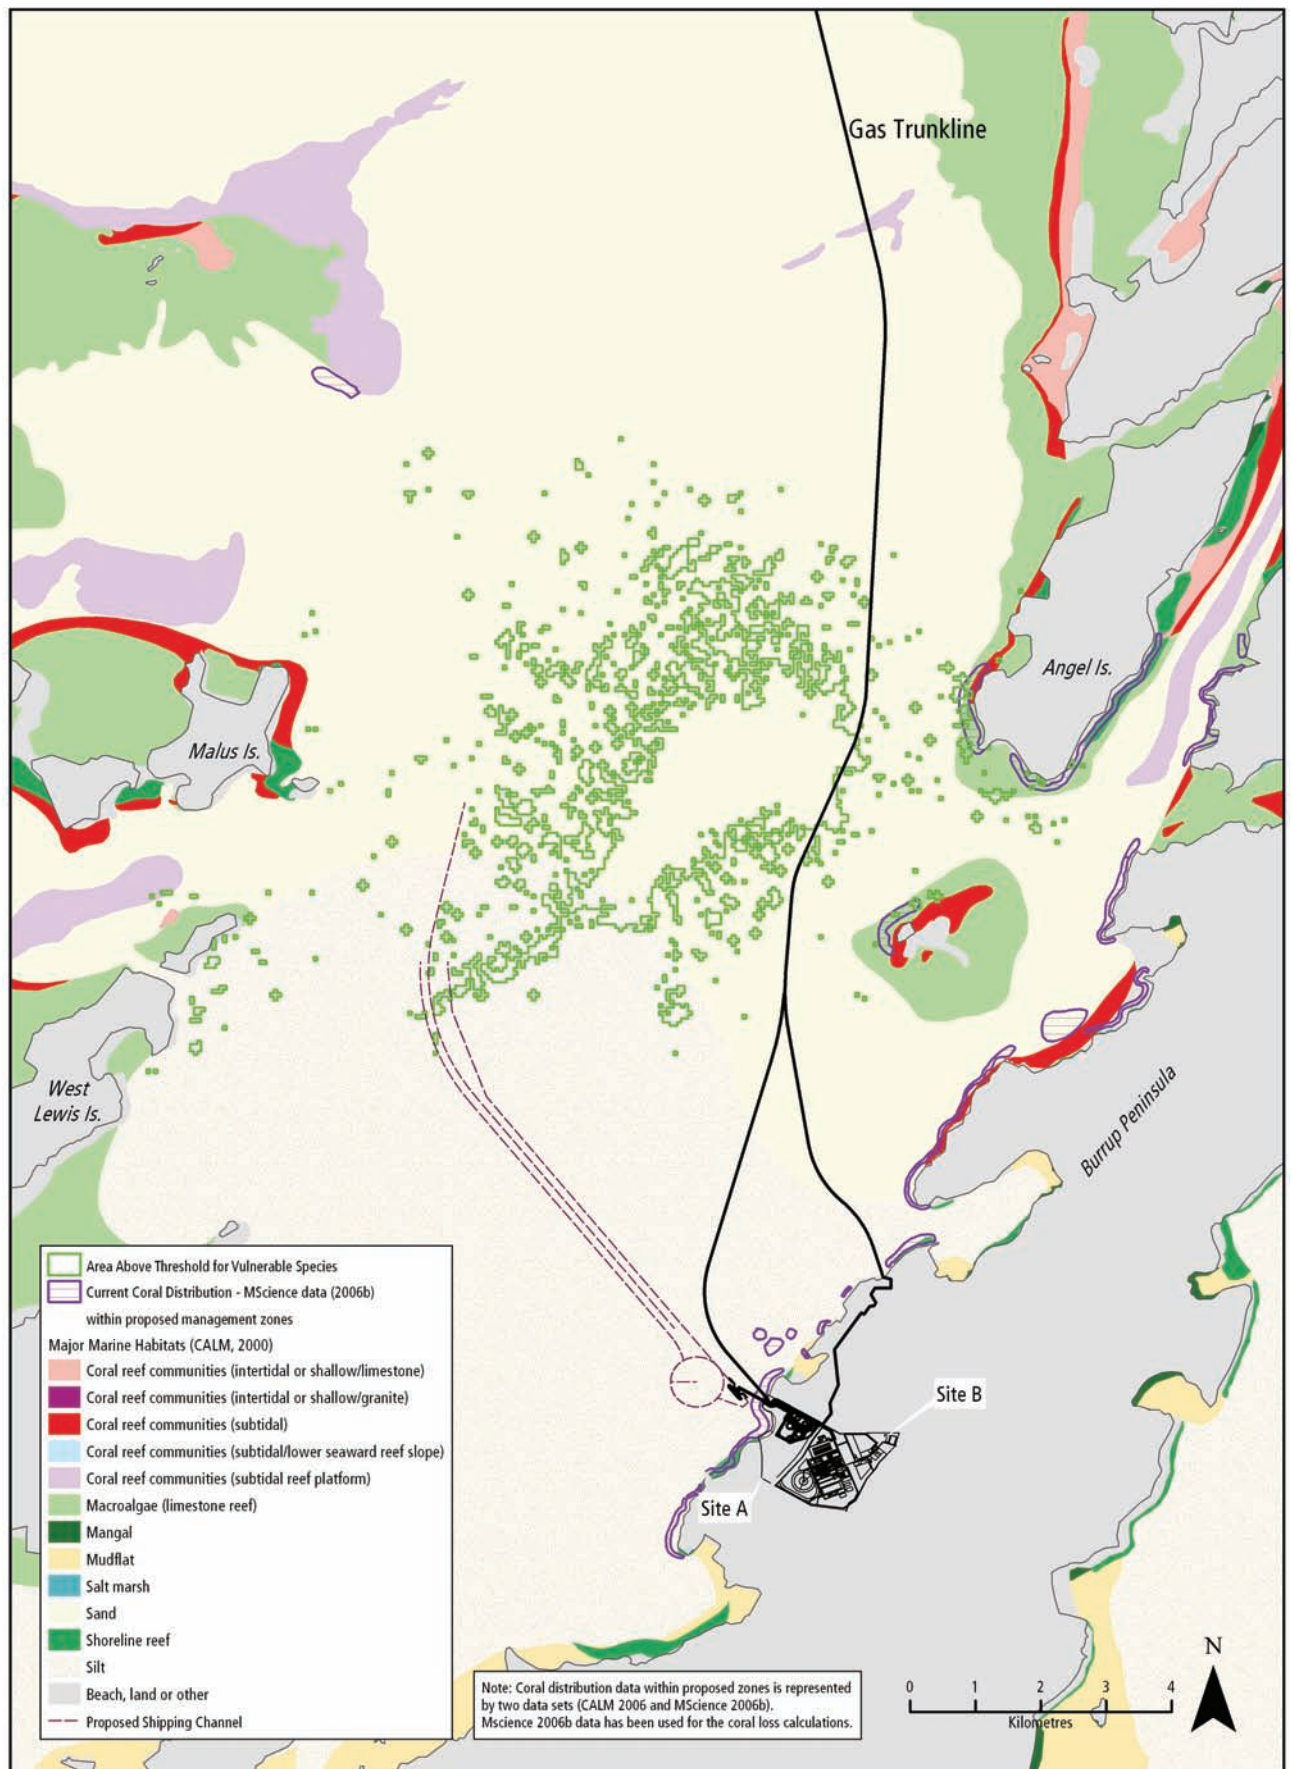 Gas Trunkline
Angel Is.
Malus Is.
West
Lewis Is.
Burrup Peninsula
Site B
Site A
Area Above Threshold for Vulnerable Species
Current Coral Distribution - MScience data (2006b)
within proposed management zones
Major Marine Habitats (CALM, 2000)
Coral reef communities (intertidal or shallow/limestone)
Coral reef communities (intertidal or shallow/granite)
Coral reef communities (subtidal)
Coral reef communities (subtidal/lower seaward reef slope)
Coral reef communities (subtidal reef platform)
Macroalgae (limestone reef)
Mangal
Mudflat
Salt marsh
Sand
Shoreline reef
Silt
Beach, land or other
Proposed Shipping Channel
Note: Coral distribution data within proposed zones is represented
by two data sets (CALM 2006 and MScience 2006b).
Mscience 2006b data has been used for the coral loss calculations.
0 1 2 3 4
Kilometres
N